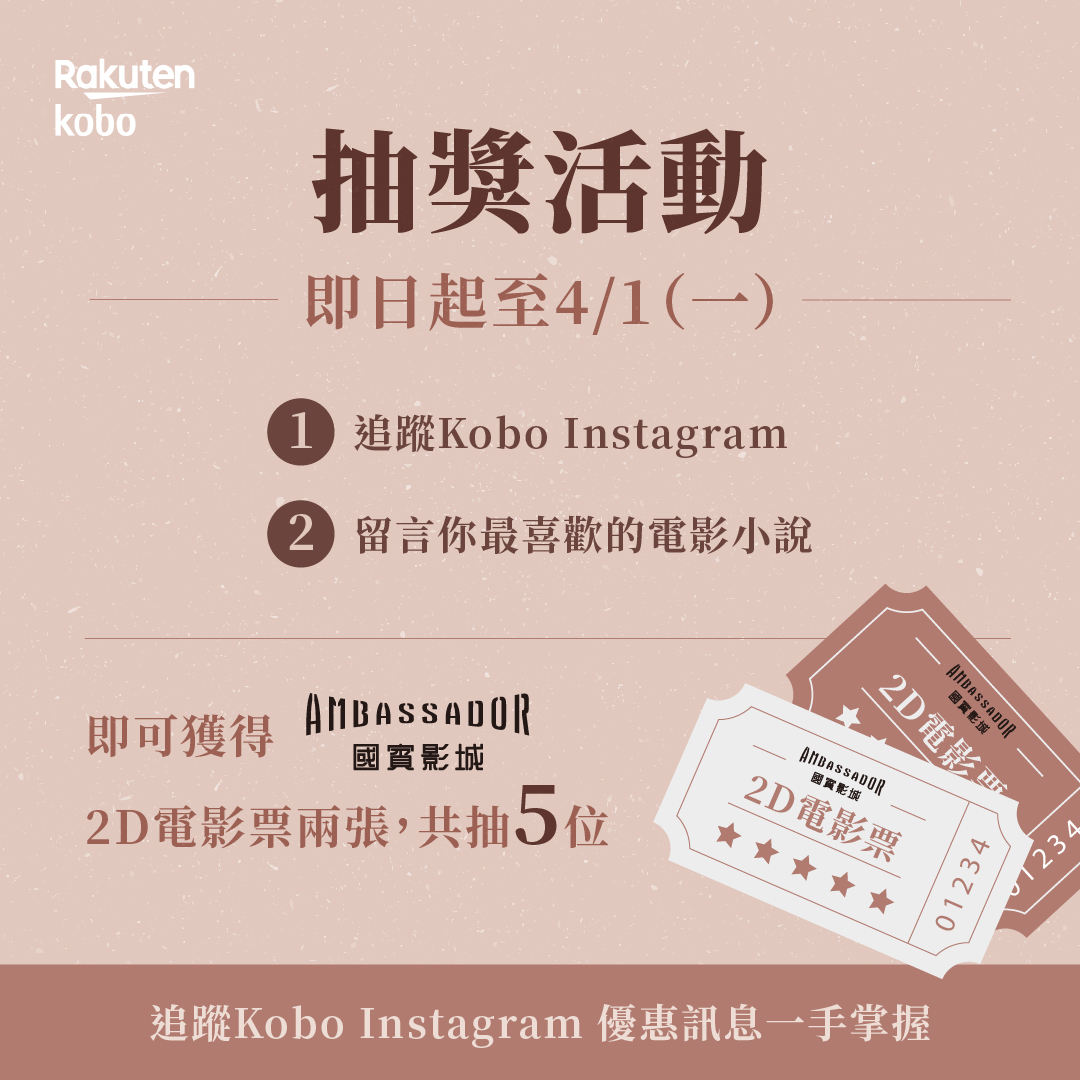 Rakuten
kobo
抽獎活動
即日起至4/1(一)
1 追蹤Kobo Instagram
2 留言你最喜歡的電影小說
即可獲得 AMBASSADOR
國賓影城
2D電影票兩張，共抽5位
AMBASSADOR
國賓影城
2D電影票
01234
AMBASSADOR
國賓影城
2D電影票
01234
追蹤Kobo Instagram 優惠訊息一手掌握